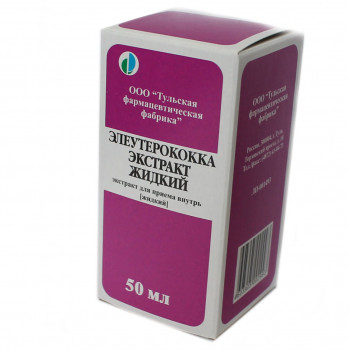 ООО "Тульская
фармацевтическая
фабрика"
ЭЛЕУТЕРОКОККА
ЭКСТРАКТ
ЖИДКИЙ
экстракт для приема внутрь
[жидкий]
50 мл